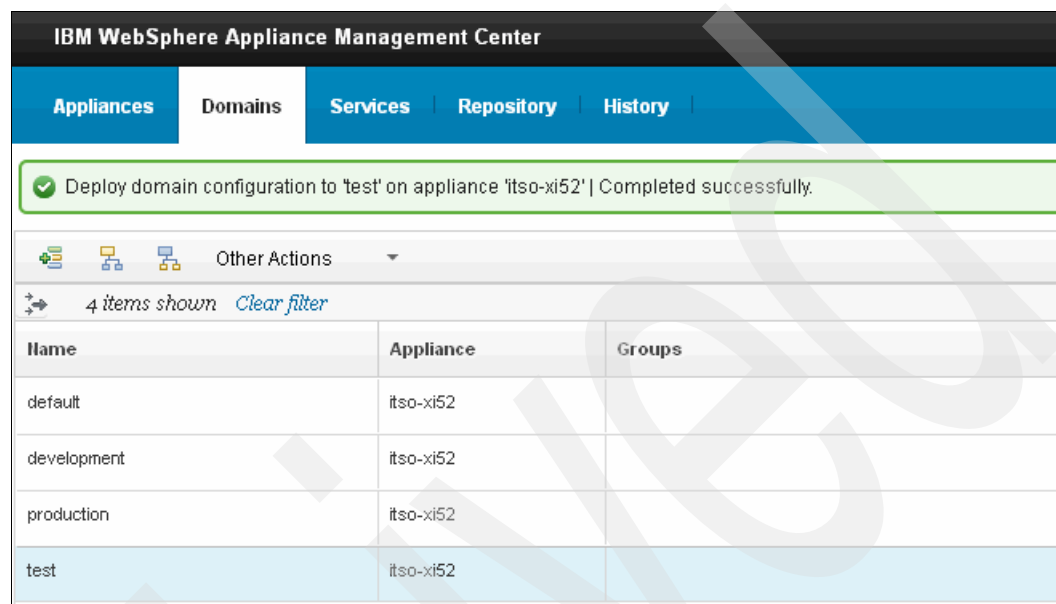 IBM WebSphere Appliance Management Center
Appliances Domains Services Repository History
Deploy domain configuration to 'test' on appliance 'itso-xi52' | Completed successfully.
Other Actions
4 items shown Clear filter
Name Appliance Groups
default itso-xi52
development itso-xi52
production itso-xi52
test itso-xi52